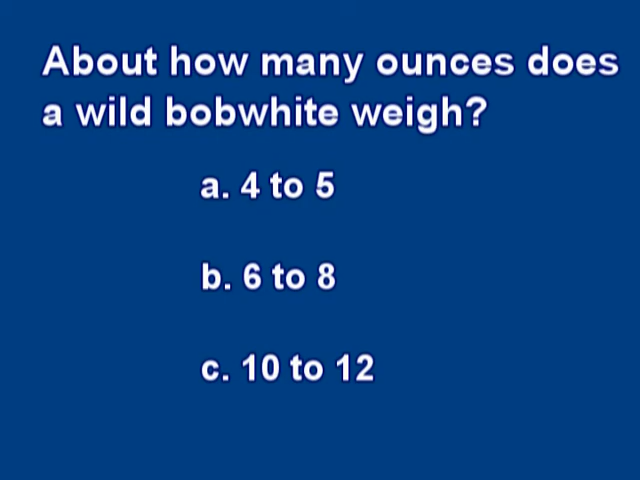 About how many ounces does
a wild bobwhite weigh?
a. 4 to 5
b. 6 to 8
c. 10 to 12